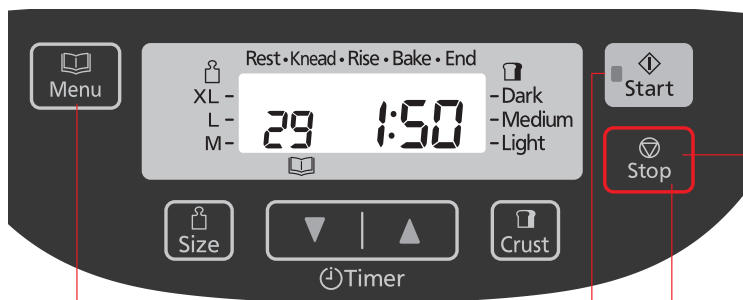 Menu
Rest • Knead • Rise • Bake • End
XL –
L –
M –
29
1:50
– Dark
– Medium
– Light
Start
Stop
Size
Crust
Timer